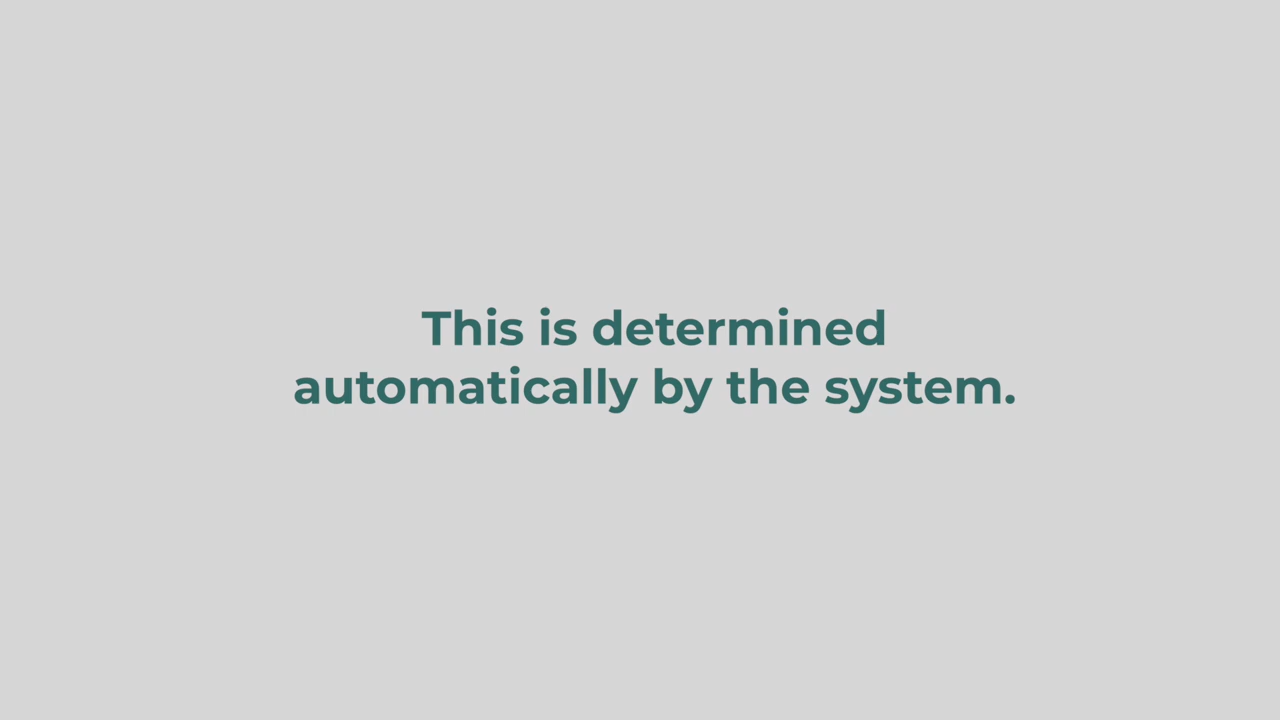 This is determined
automatically by the system.